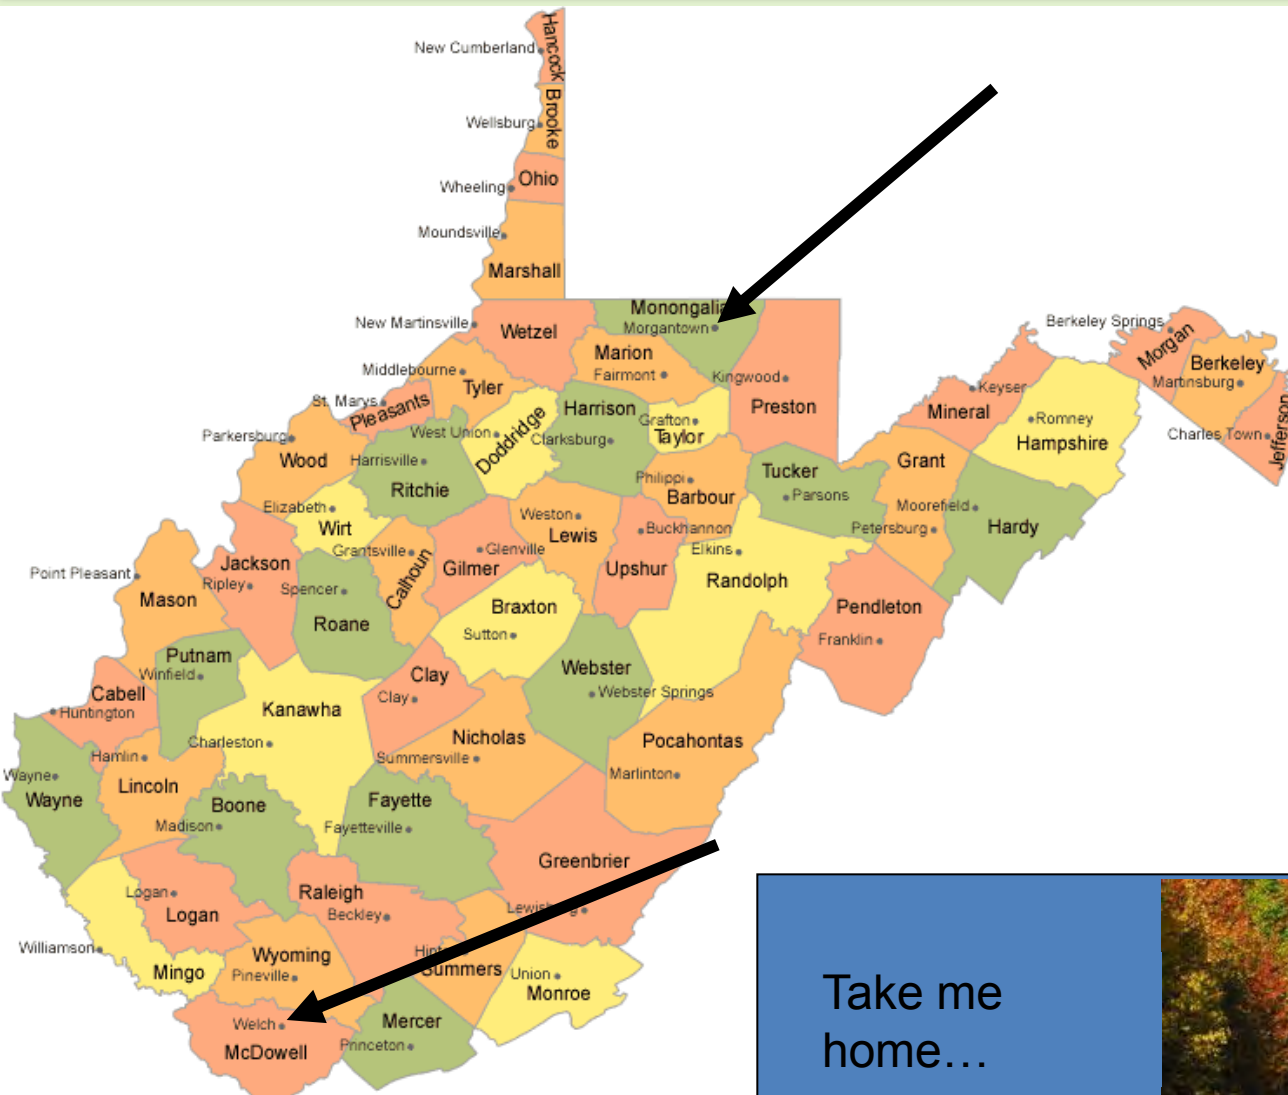 Hancock
New Cumberland
Brooke
Wellsburg
Ohio
Wheeling
Moundsville
Marshall
Monongalia
New Martinsville
Wetzel
Morgantown
Berkeley Springs
Morgan
Marion
Berkeley
Middlebourne
Fairmont
Kingwood
Martinsburg
Tyler
Keyser
St. Marys
Pleasants
Harrison
Preston
Mineral
Jefferson
Grafton
Romney
Parkersburg
West Union
Doddridge
Clarksburg
Taylor
Hampshire
Charles Town
Wood
Harrisville
Grant
Ritchie
Philippi
Tucker
Barbour
Parsons
Elizabeth
Moorefield
Wirt
Weston
Buckhannon
Petersburg
Hardy
Lewis
Grantsville
Glenville
Elkins
Jackson
Calhoun
Gilmer
Upshur
Randolph
Point Pleasant
Ripley
Spencer
Mason
Braxton
Pendleton
Roane
Sutton
Franklin
Putnam
Webster
Winfield
Clay
Cabell
Clay
Webster Springs
Huntington
Kanawha
Nicholas
Pocahontas
Charleston
Hamlin
Summersville
Wayne
Marlinton
Lincoln
Wayne
Boone
Fayette
Madison
Fayetteville
Greenbrier
Logan
Raleigh
Logan
Beckley
Williamson
Wyoming
Mingo
Pineville
Summers
Union
Monroe
Welch
Mercer
McDowell
Princeton
Take me
home…